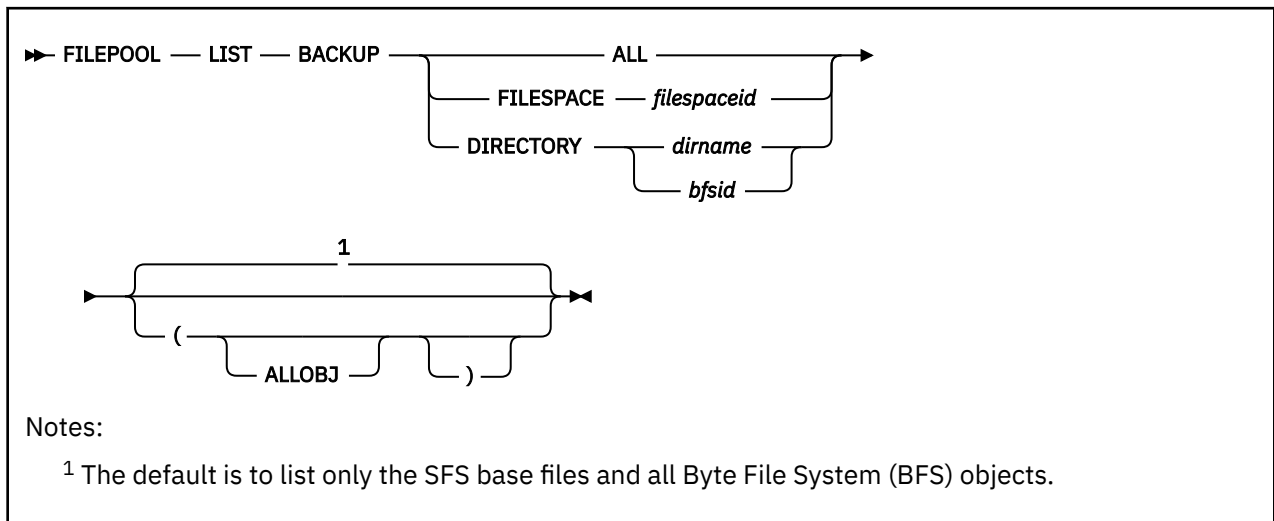 FILEPOOL LIST BACKUP ALL
FILESPACE filespaceid
DIRECTORY dirname
bfsid
1
(
ALLOBJ )
Notes:
1 The default is to list only the SFS base files and all Byte File System (BFS) objects.